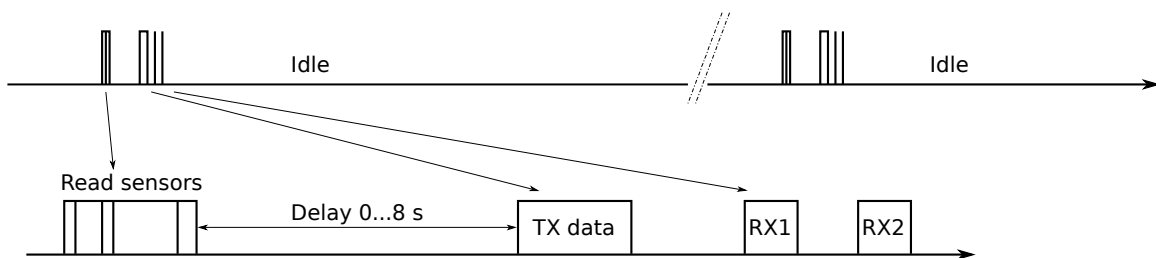 Idle
Idle
Read sensors
Delay 0...8 s
TX data
RX1
RX2